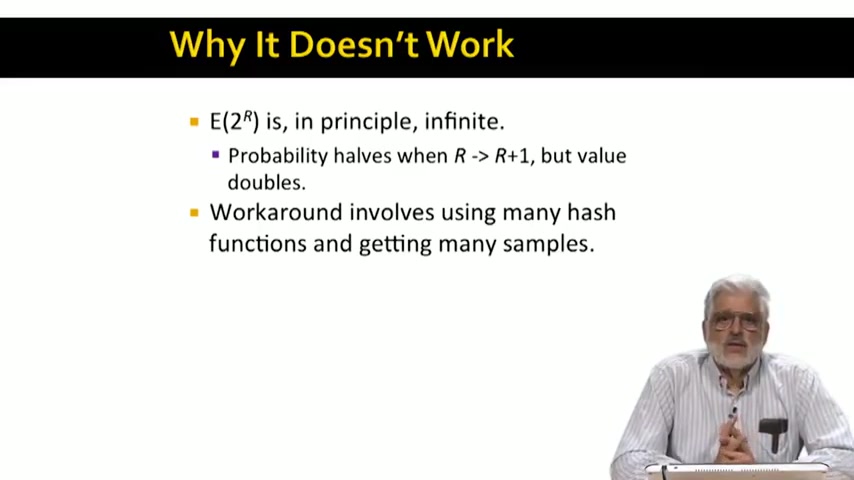 Why It Doesn't Work
▪ E(2^R) is, in principle, infinite.
▪ Probability halves when R -> R+1, but value
doubles.
▪ Workaround involves using many hash
functions and getting many samples.